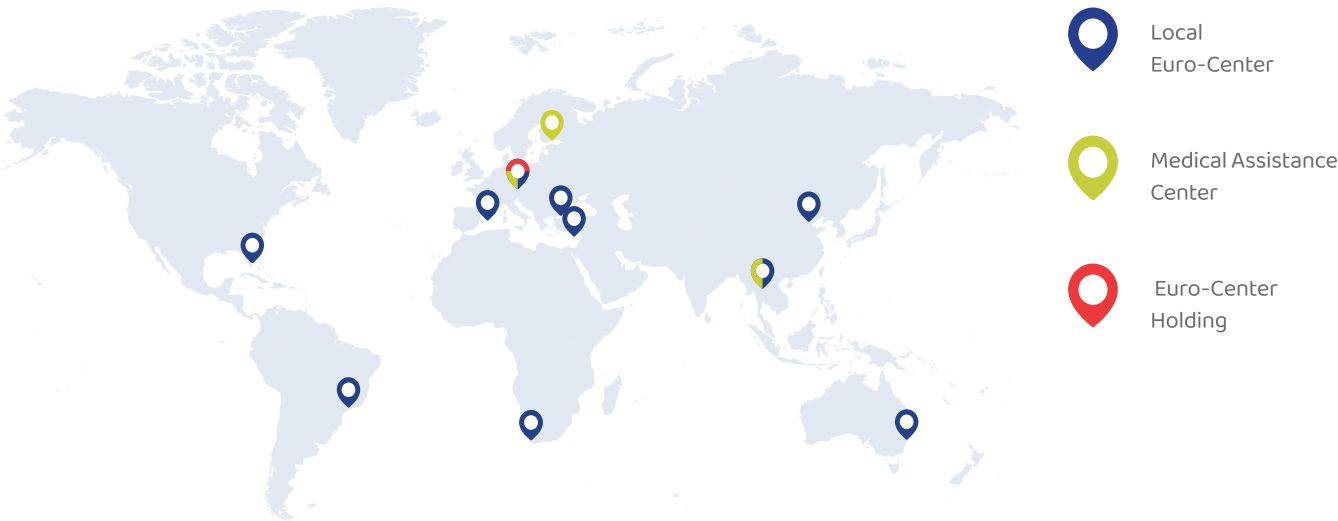 Local
Euro-Center
Medical Assistance
Center
Euro-Center
Holding